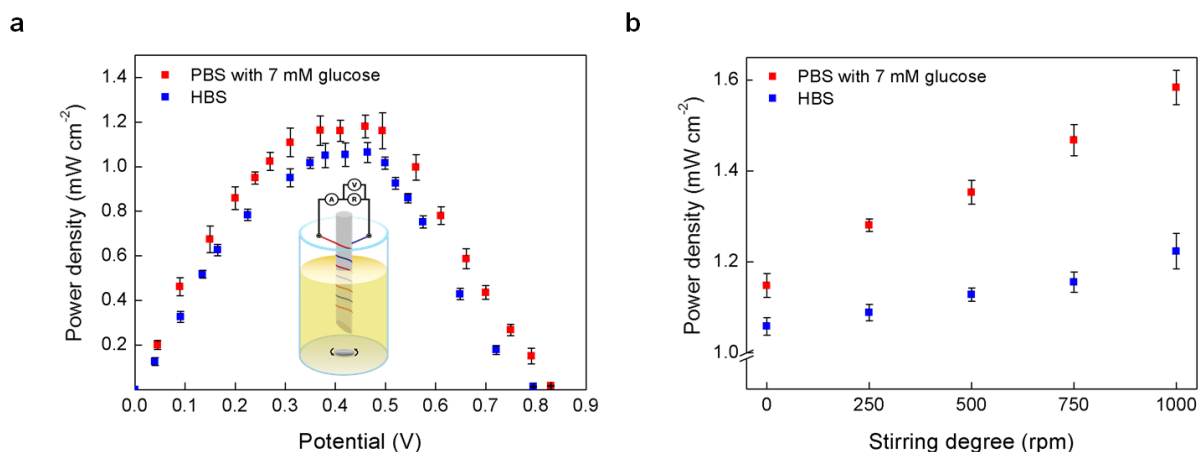 a
PBS with 7 mM glucose
HBS
Power density (mW cm⁻²)
1.4
1.2
1.0
0.8
0.6
0.4
0.2
V
A
R
0.0 0.1 0.2 0.3 0.4 0.5 0.6 0.7 0.8 0.9
Potential (V)
b
PBS with 7 mM glucose
HBS
Power density (mW cm⁻²)
1.6
1.4
1.2
1.0
0 250 500 750 1000
Stirring degree (rpm)